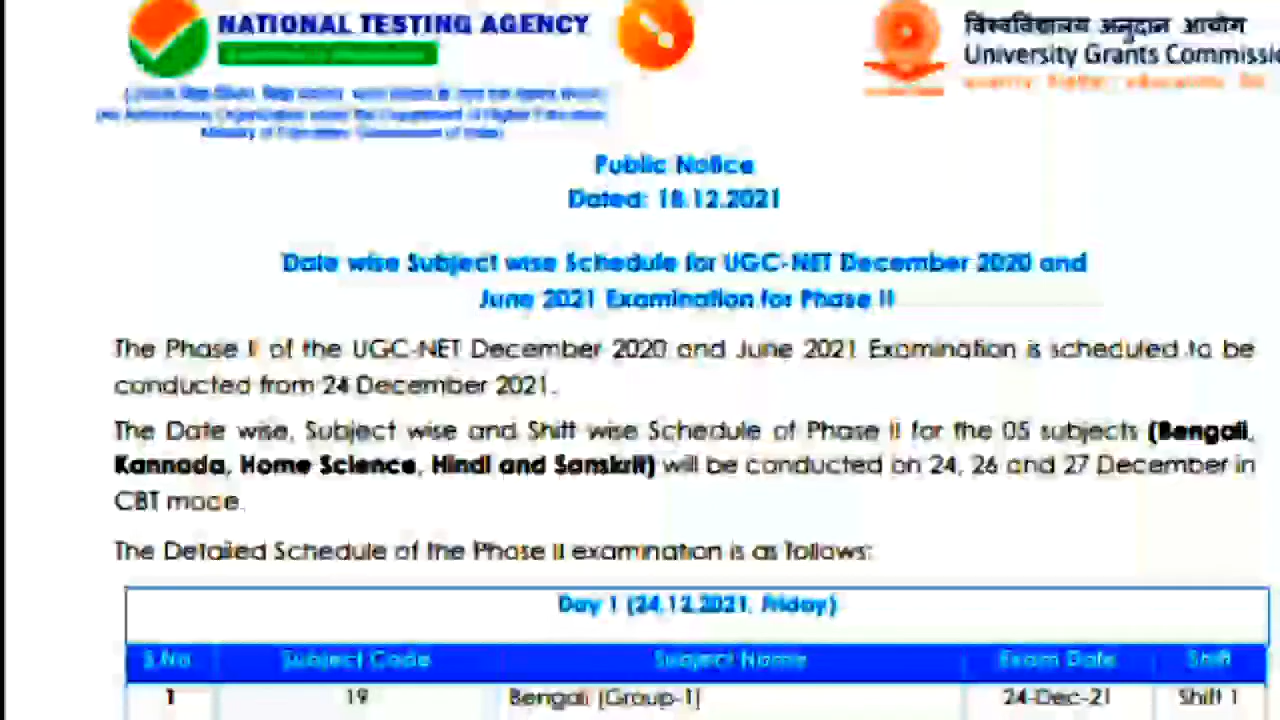 NATIONAL TESTING AGENCY
विश्वविद्यालय अनुदान आयोग
University Grants Commissio
Public Notice
Dated: 18.12.2021
Date wise Subject wise Schedule for UGC-NET December 2020 and
June 2021 Examination for Phase II
The Phase II of the UGC-NET December 2020 and June 2021 Examination is scheduled to be
conducted from 24 December 2021.
The Date wise, Subject wise and Shift wise Schedule of Phase II for the 05 subjects (Bengali,
Kannada, Home Science, Hindi and Sanskrit) will be conducted on 24, 26 and 27 December in
CBT mode.
The Detailed Schedule of the Phase II examination is as follows:
Day 1 (24.12.2021, Friday)
S.No Subject Code Subject Name Exam Date Shift
1 19 Bengali (Group-1) 24-Dec-21 Shift 1